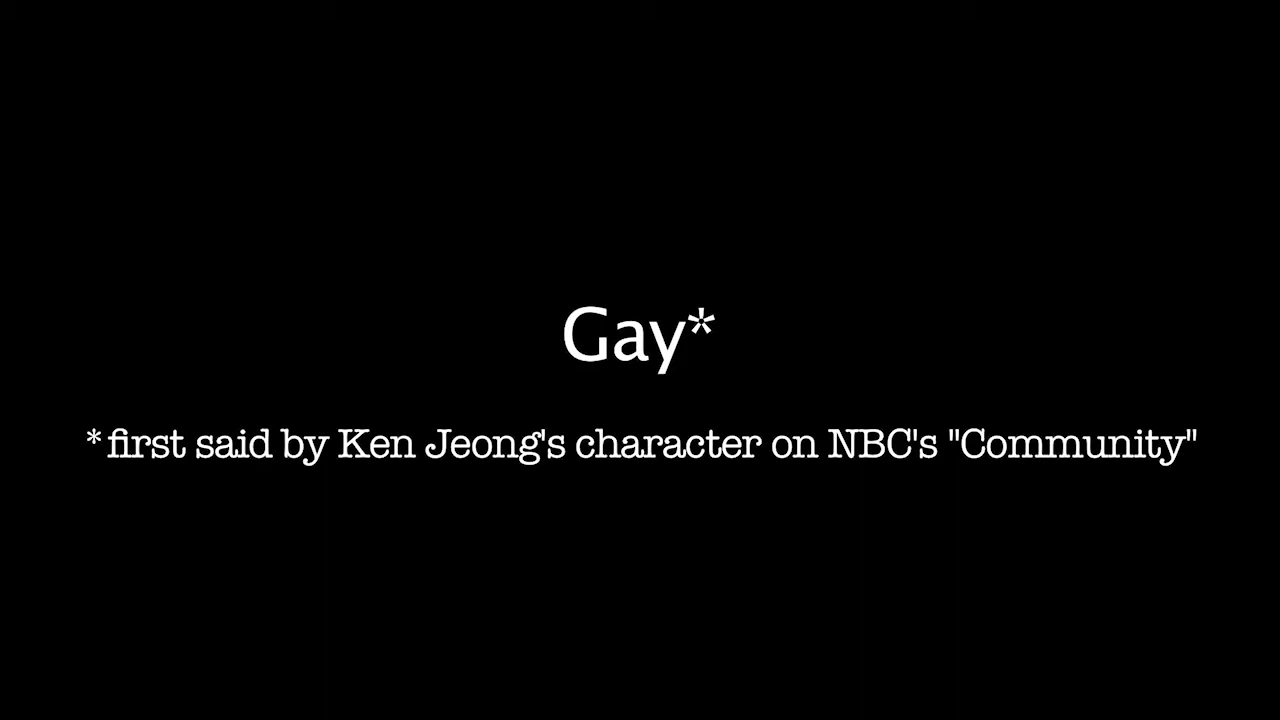 Gay*
*first said by Ken Jeong's character on NBC's "Community"